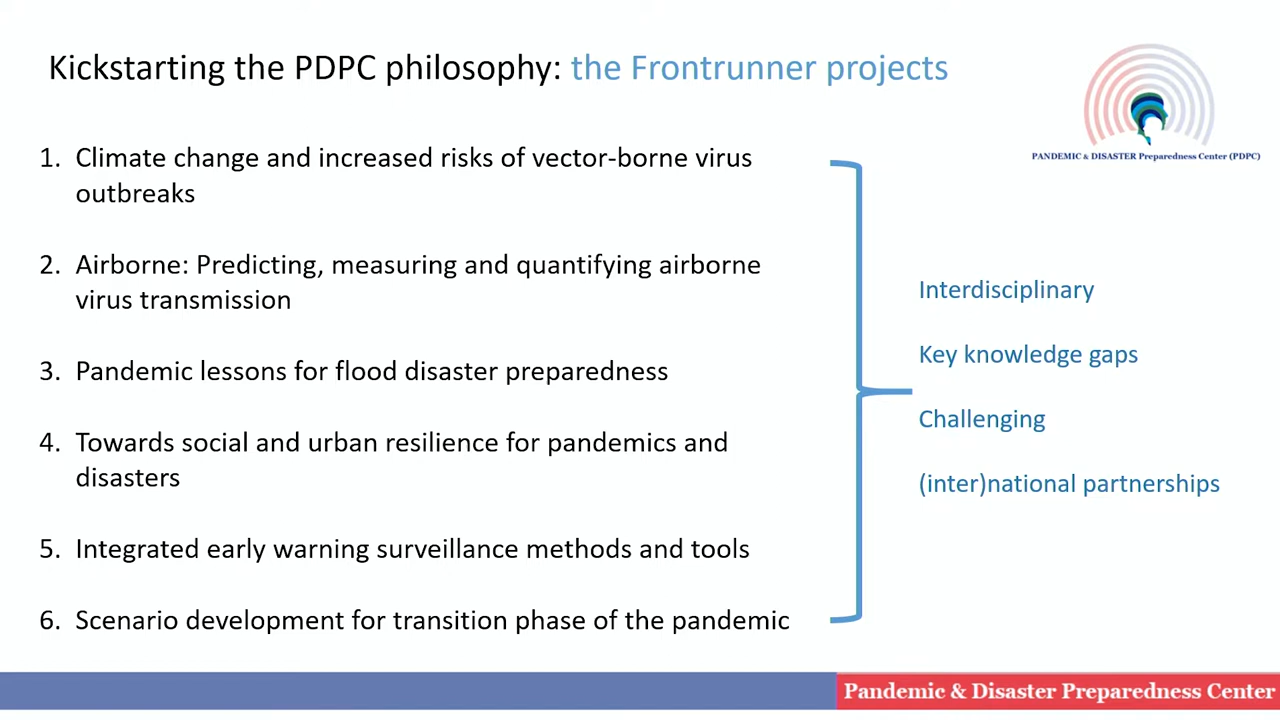 Kickstarting the PDPC philosophy: the Frontrunner projects
PANDEMIC & DISASTER Preparedness Center (PDPC)
1. Climate change and increased risks of vector-borne virus
outbreaks
2. Airborne: Predicting, measuring and quantifying airborne
virus transmission
3. Pandemic lessons for flood disaster preparedness
4. Towards social and urban resilience for pandemics and
disasters
5. Integrated early warning surveillance methods and tools
6. Scenario development for transition phase of the pandemic
Interdisciplinary
Key knowledge gaps
Challenging
(inter)national partnerships
Pandemic & Disaster Preparedness Center